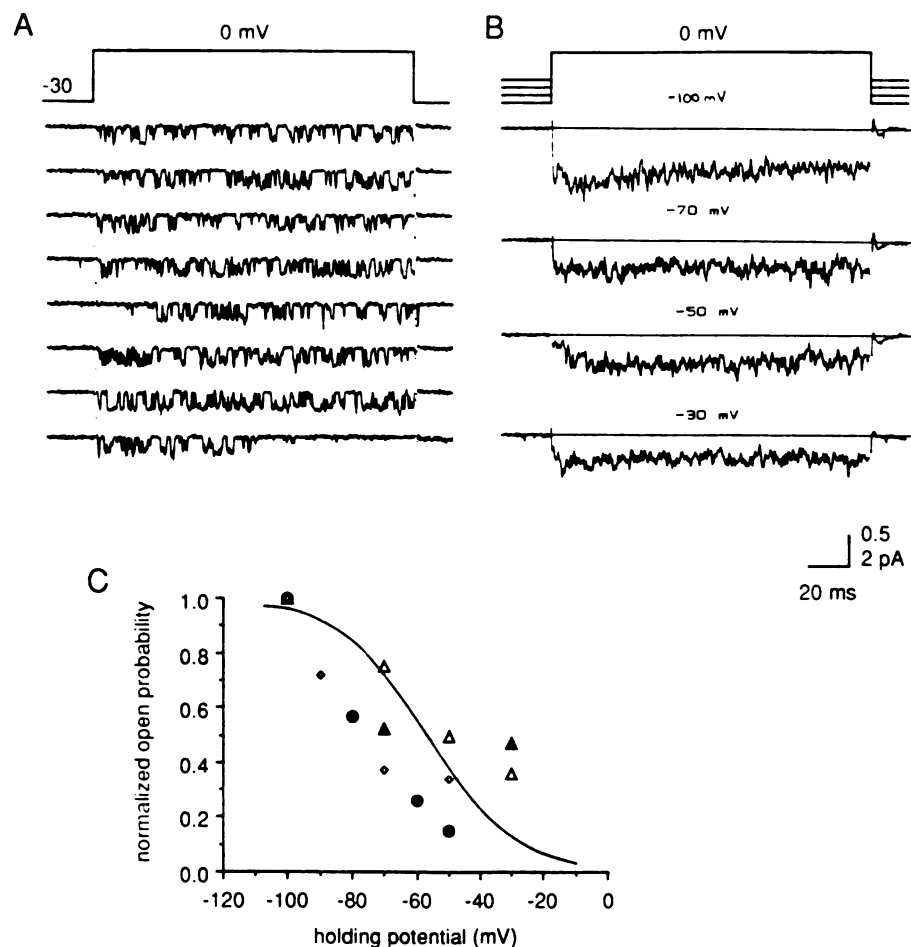 A
0 mV
-30
B
0 mV
-100 mV
-70 mV
-50 mV
-30 mV
0.5
2 pA
20 ms
C
normalized open probability
1.0
0.8
0.6
0.4
0.2
0.0
-120
-100
-80
-60
-40
-20
0
holding potential (mV)